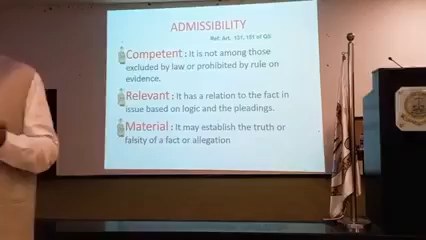 ADMISSIBILITY
Ref. Art. 131, 151 of QS
Competent : it is not among those
excluded by law or prohibited by rule on
evidence.
Relevant : It has a relation to the fact in
issue based on logic and the pleadings.
Material : It may establish the truth or
falsity of a fact or allegation